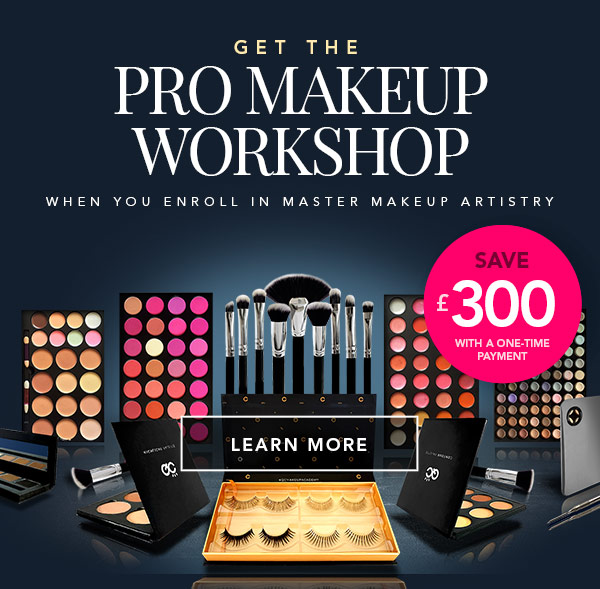 GET THE
PRO MAKEUP
WORKSHOP
WHEN YOU ENROLL IN MASTER MAKEUP ARTISTRY
SAVE
£300
WITH A ONE-TIME
PAYMENT
LEARN MORE